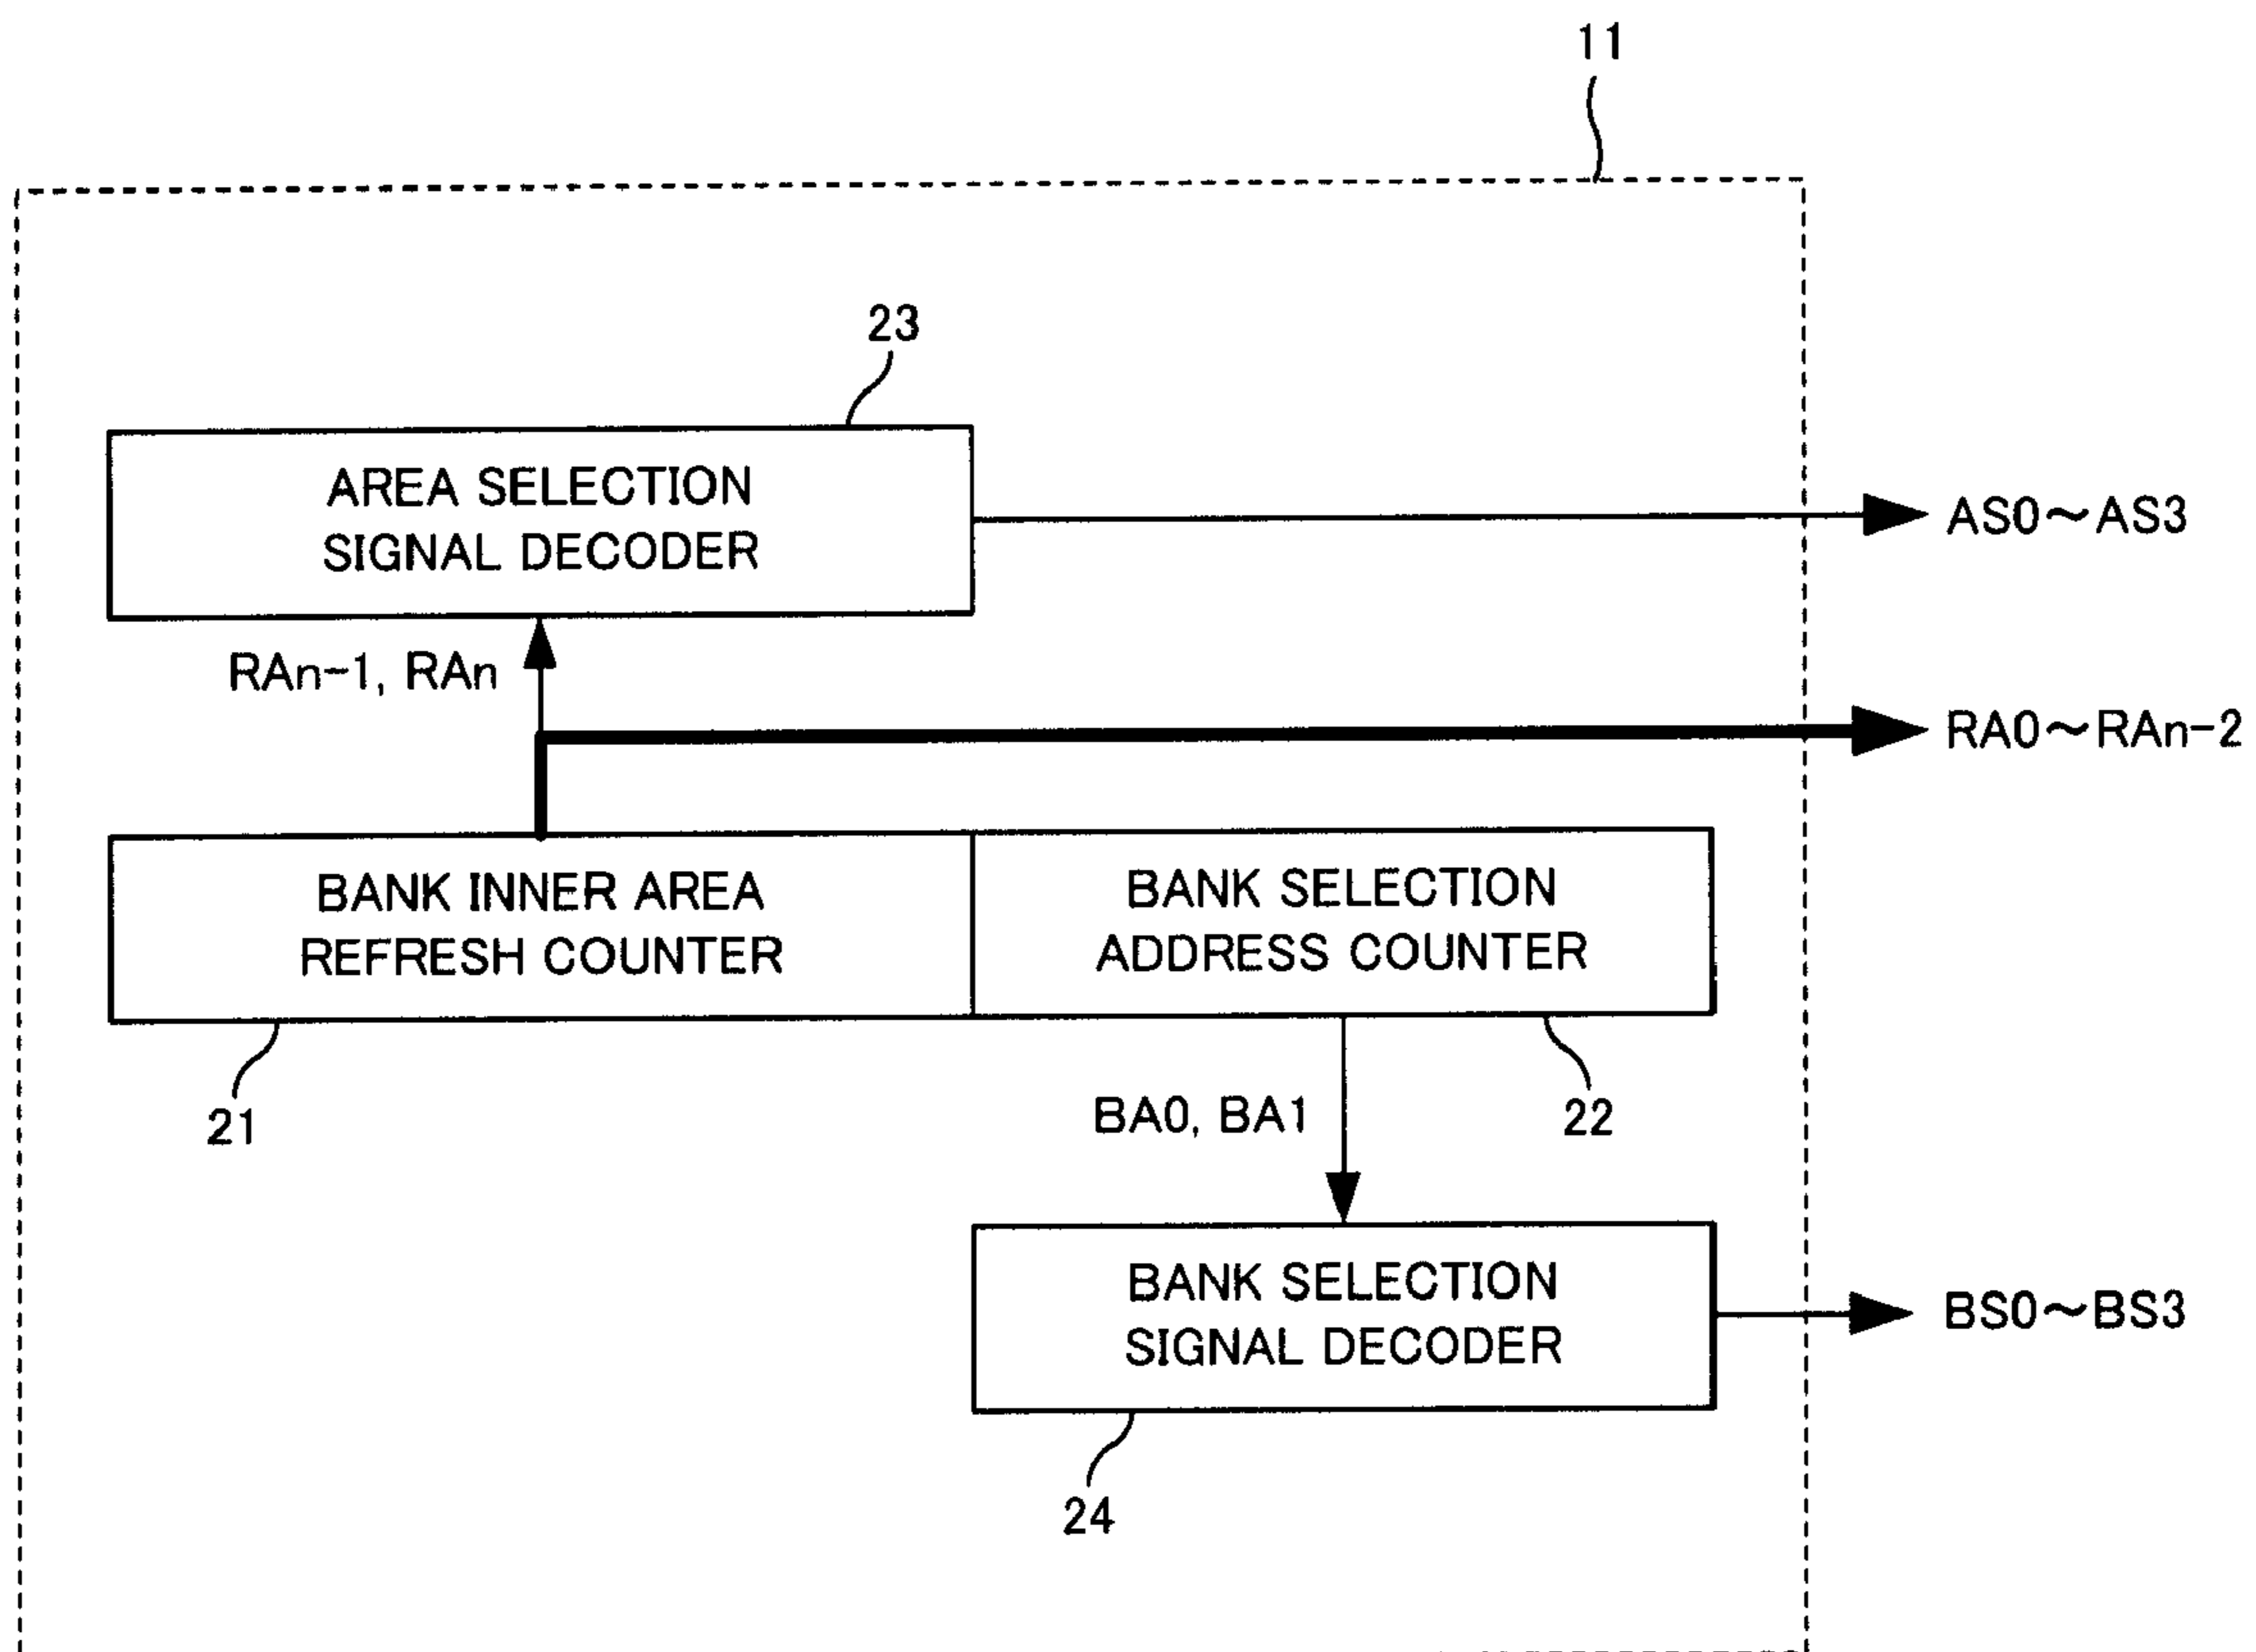 11
23
AREA SELECTION
SIGNAL DECODER
AS0～AS3
RAn-1, RAn
RA0～RAn-2
BANK INNER AREA
REFRESH COUNTER
BANK SELECTION
ADDRESS COUNTER
21
BA0, BA1
22
BANK SELECTION
SIGNAL DECODER
BS0～BS3
24